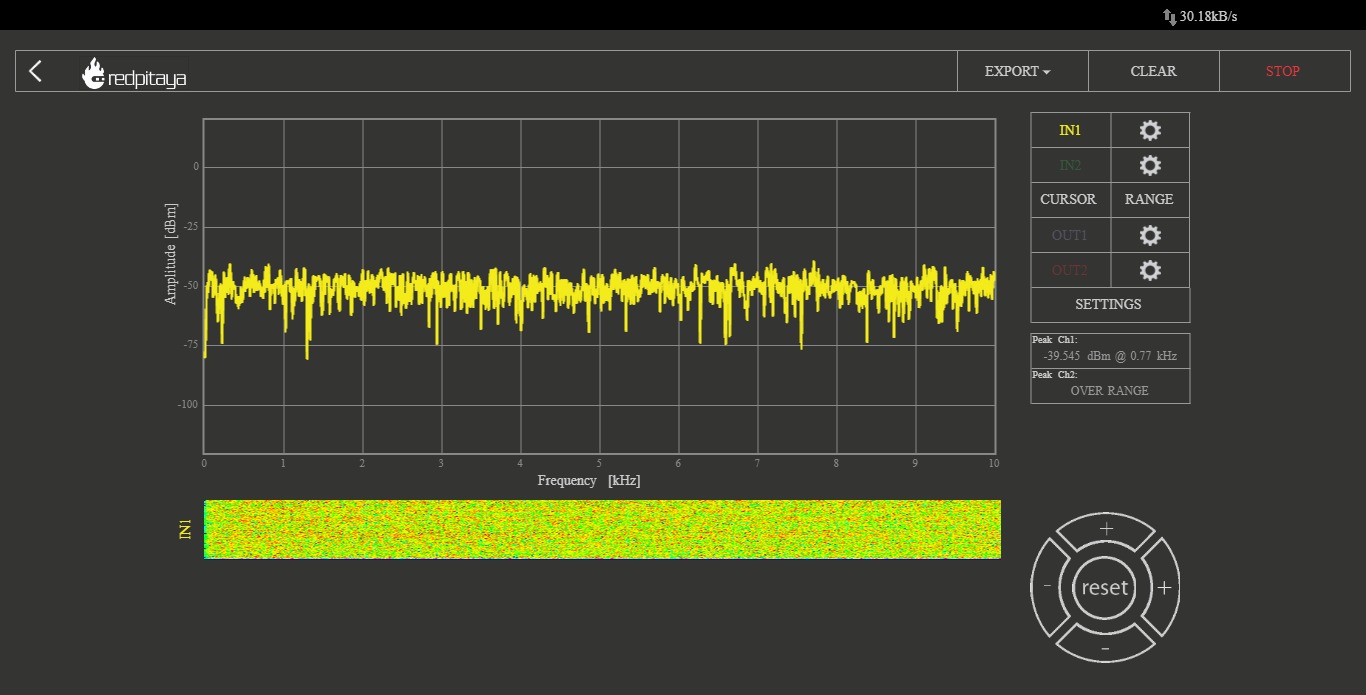 30.18kB/s
redpitaya EXPORT CLEAR STOP
IN1
IN2
CURSOR RANGE
OUT1
OUT2
SETTINGS
Peak Ch1:
-39.545 dBm @ 0.77 kHz
Peak Ch2:
OVER RANGE
Amplitude [dBm]
0
-25
-50
-75
-100
0 1 2 3 4 5 6 7 8 9 10
Frequency [kHz]
IN1
+
- reset +
-